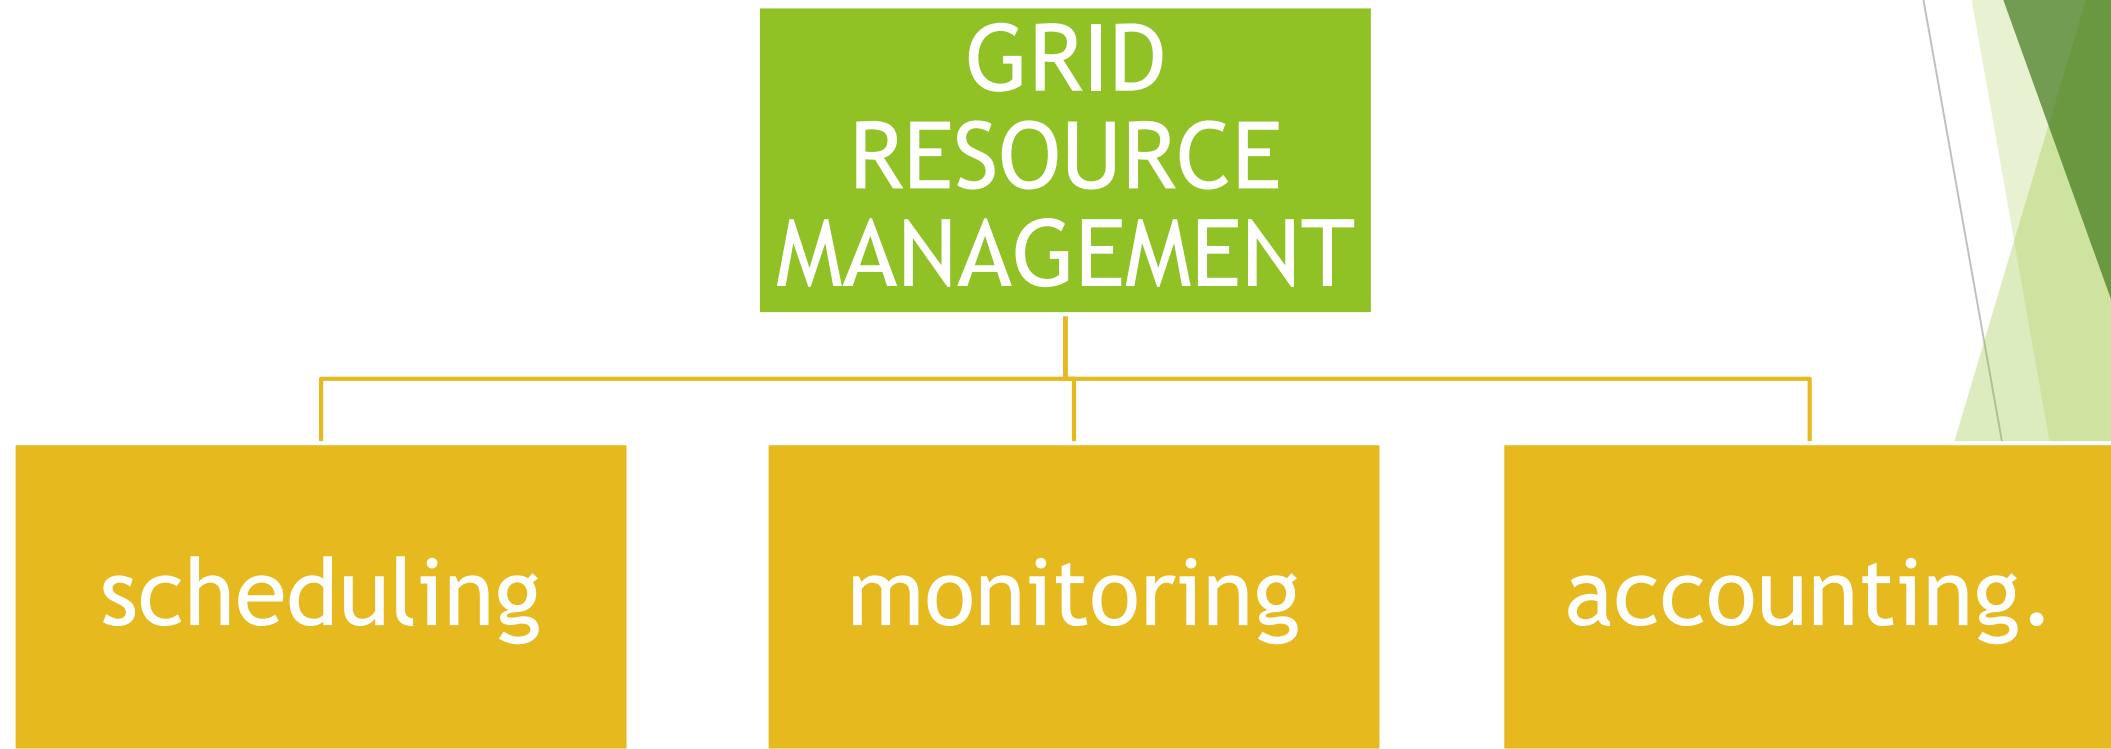 GRID
RESOURCE
MANAGEMENT
scheduling
monitoring
accounting.